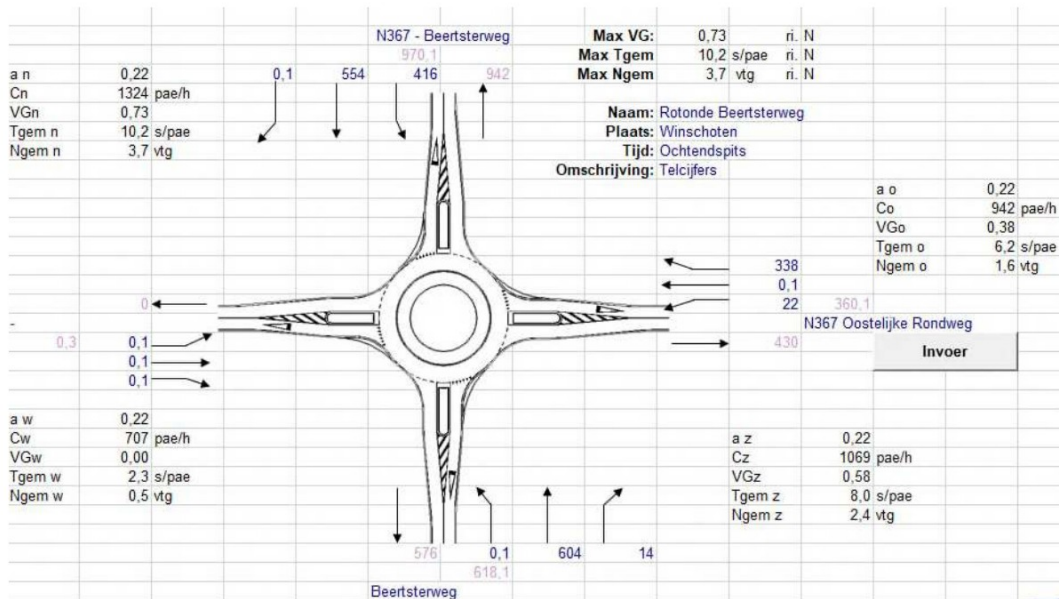 N367 - Beertsterweg Max VG: 0,73 ri. N
970,1 Max Tgem 10,2 s/pae ri. N
a n 0,22 0,1 554 416 942 Max Ngem 3,7 vtg ri. N
Cn 1324 pae/h
VGn 0,73 Naam: Rotonde Beertsterweg
Tgem n 10,2 s/pae Plaats: Winschoten
Ngem n 3,7 vtg Tijd: Ochtendspits
Omschrijving: Telcijfers
a o 0,22
Co 942 pae/h
VGo 0,38
Tgem o 6,2 s/pae
338 Ngem o 1,6 vtg
0,1
0 22 360,1
- N367 Oostelijke Rondweg
0,3 0,1 430 Invoer
0,1
0,1
a w 0,22
Cw 707 pae/h a z 0,22
VGw 0,00 Cz 1069 pae/h
Tgem w 2,3 s/pae VGz 0,58
Ngem w 0,5 vtg Tgem z 8,0 s/pae
Ngem z 2,4 vtg
576 0,1 604 14
618,1
Beertsterweg